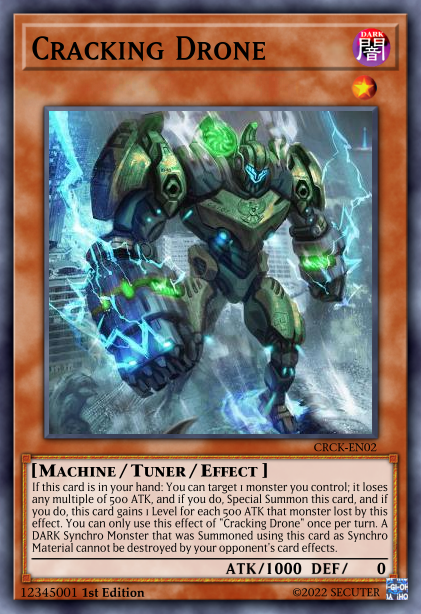 Cracking Drone
DARK
闇
CRCK-EN02
[Machine / Tuner / Effect ]
If this card is in your hand: You can target 1 monster you control; it loses
any multiple of 500 ATK, and if you do, Special Summon this card, and if
you do, this card gains 1 Level for each 500 ATK that monster lost by this
effect. You can only use this effect of "Cracking Drone" once per turn. A
DARK Synchro Monster that was Summoned using this card as Synchro
Material cannot be destroyed by your opponent's card effects.
ATK/1000 DEF/ 0
12345001 1st Edition
©2022 SECUTER